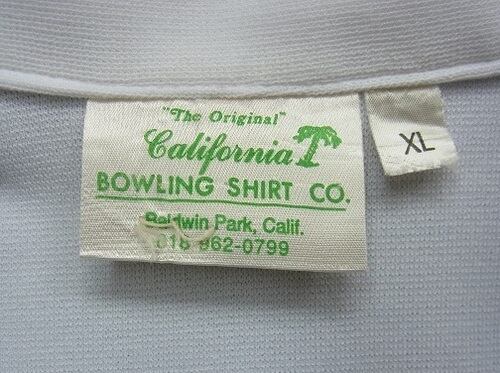 "The Original"
California
BOWLING SHIRT CO.
Baldwin Park, Calif.
818-962-0799
XL